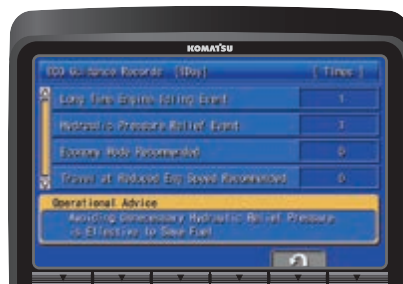 KOMATSU
ECO Guidance Records [1Day] [ Times ]
Long Time Engine Idling Event 1
Hydraulic Pressure Relief Event 3
Economy Mode Recommended 0
Travel at Reduced Eng Speed Recommended 0
Operational Advice
Avoiding Unnecessary Hydraulic Relief Pressure
is Effective to Save Fuel